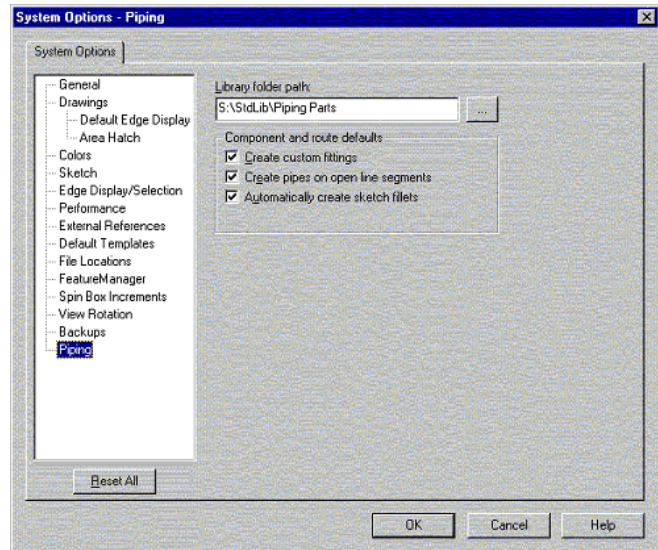 System Options - Piping
System Options
General
Drawings
Default Edge Display
Area Hatch
Colors
Sketch
Edge Display/Selection
Performance
External References
Default Templates
File Locations
FeatureManager
Spin Box Increments
View Rotation
Backups
Piping
Reset All
Library folder path:
S:\StdLib\Piping Parts
...
Component and route defaults
Create custom fittings
Create pipes on open line segments
Automatically create sketch fillets
OK
Cancel
Help